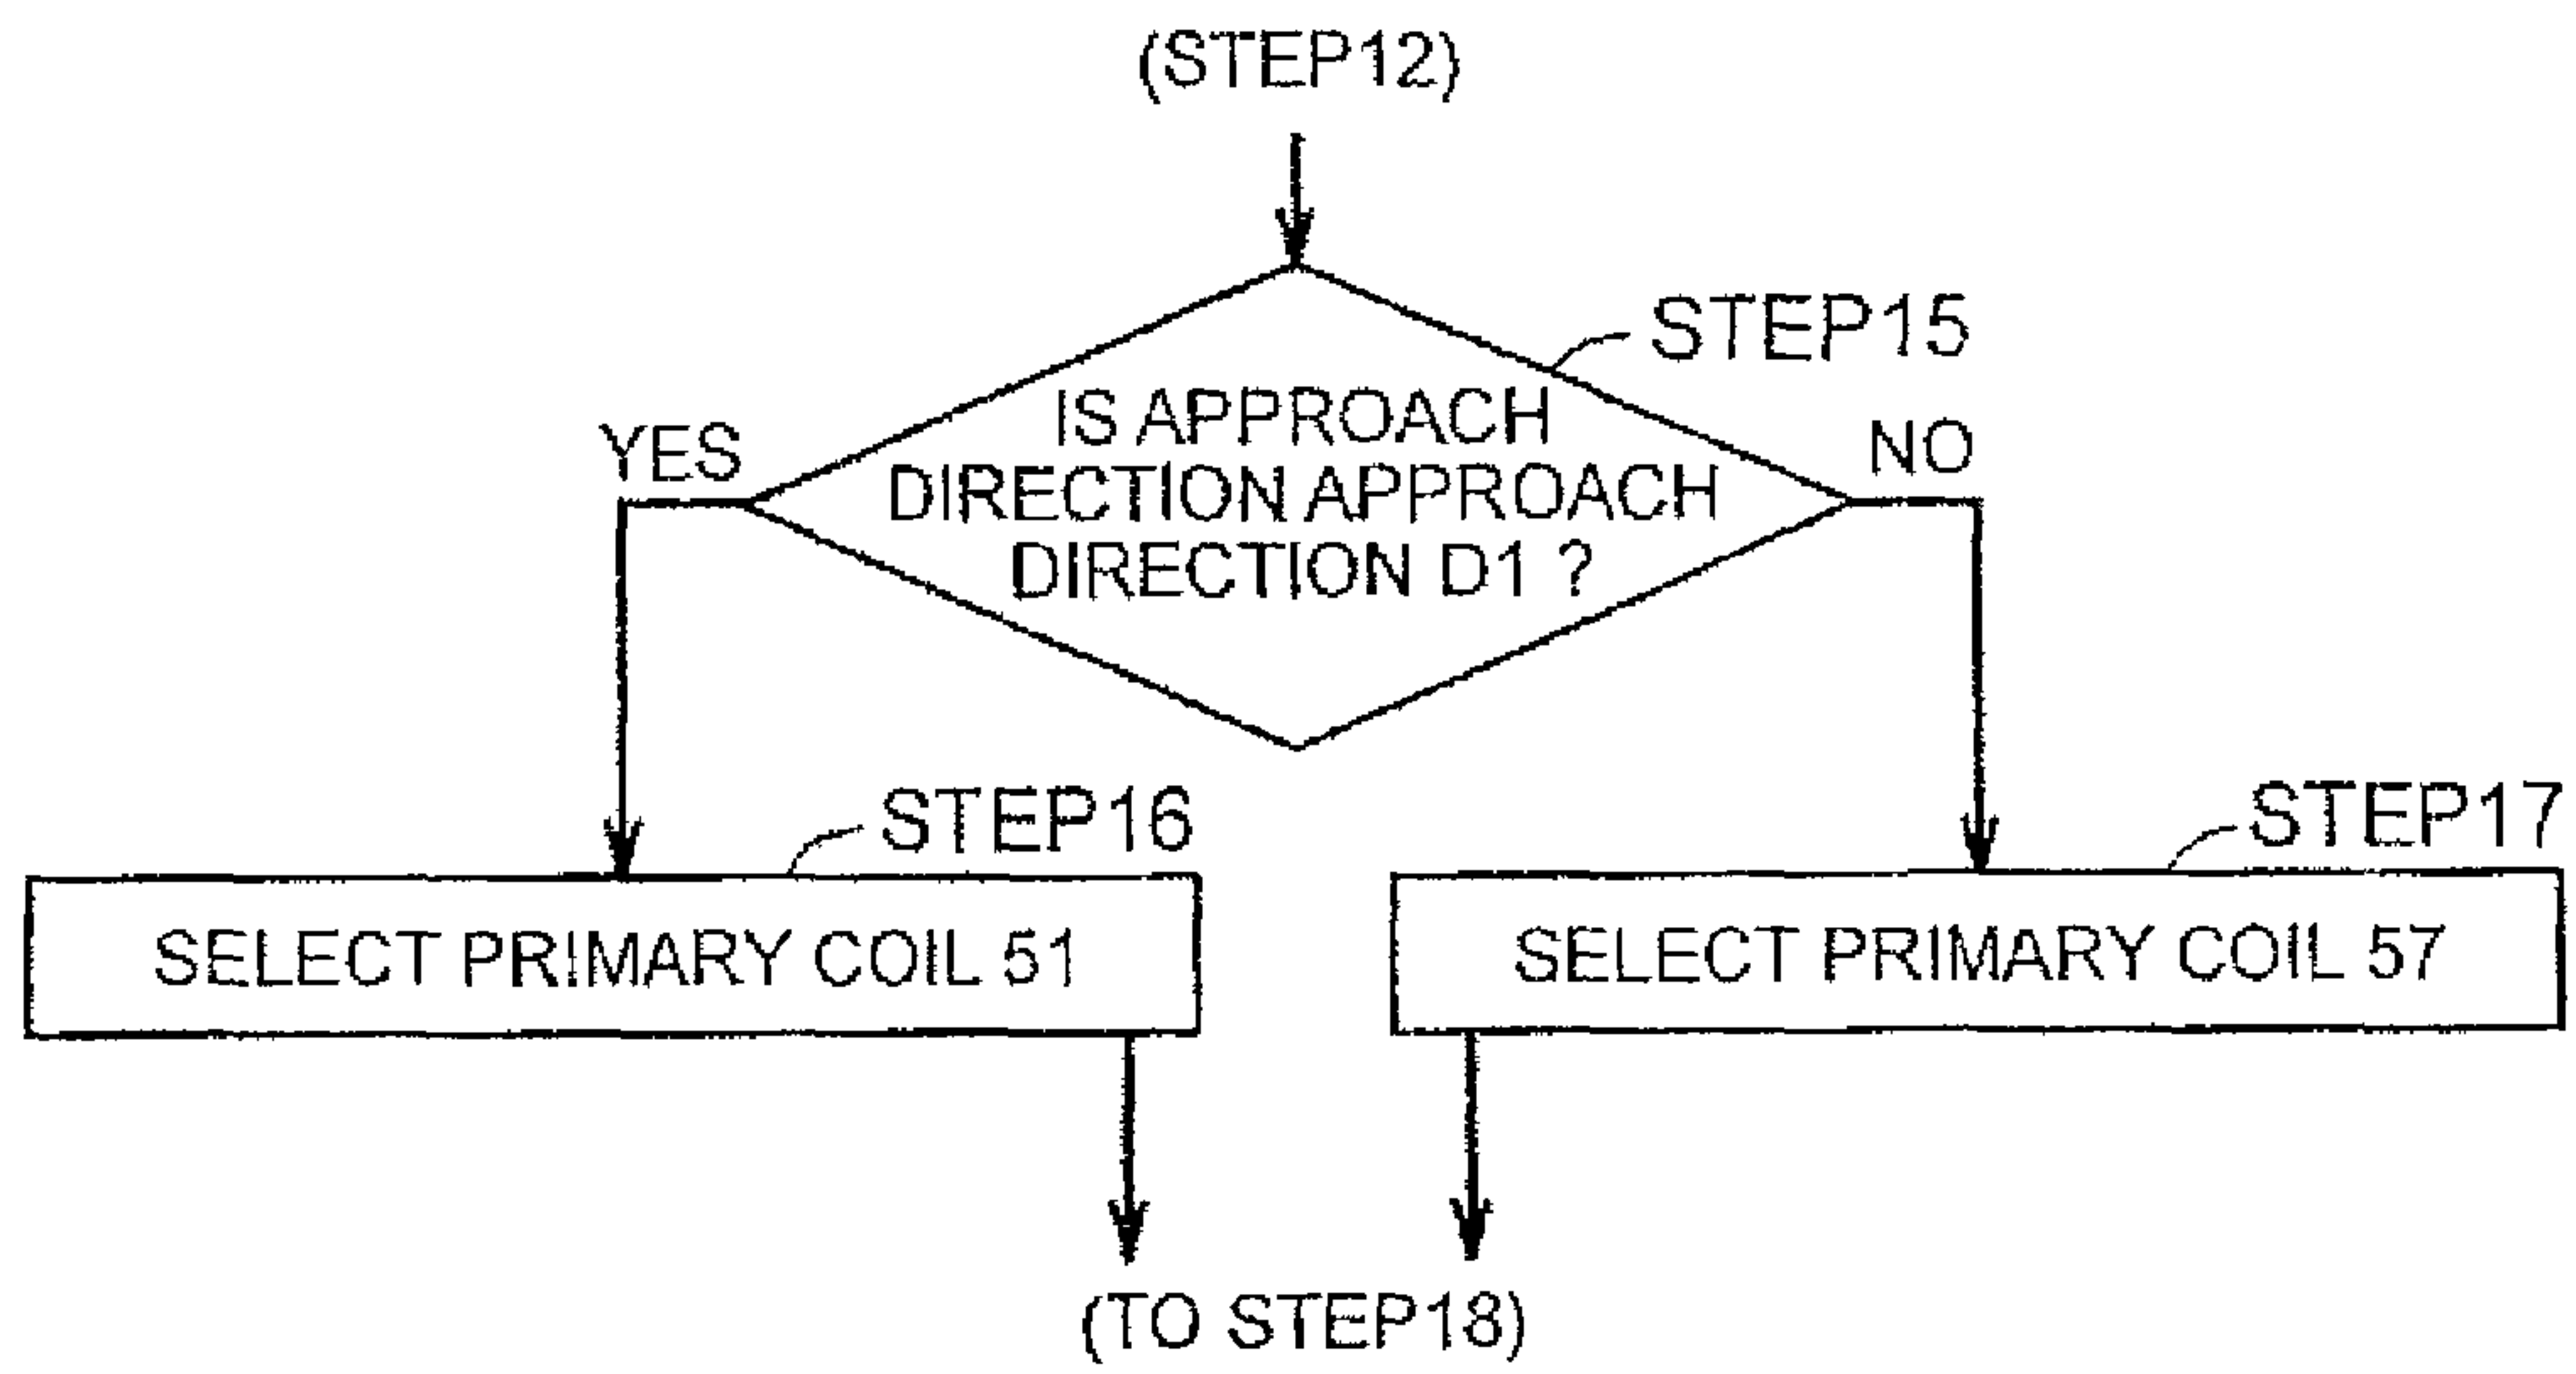 (STEP12)
STEP15
IS APPROACH
DIRECTION APPROACH
DIRECTION D1 ?
YES
NO
STEP16
STEP17
SELECT PRIMARY COIL 51
SELECT PRIMARY COIL 57
(TO STEP18)